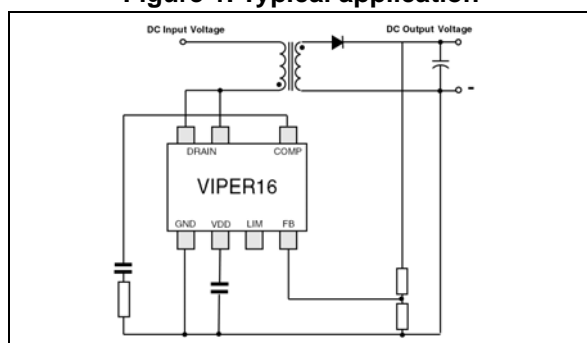 Figure 1. Typical application
DC Input Voltage
DC Output Voltage
-
DRAIN
COMP
VIPER16
GND
VDD
LIM
FB